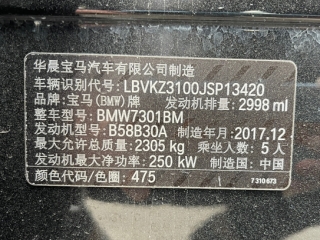 华晨宝马汽车有限公司制造
车辆识别代号: LBVKZ3100JSP13420
品牌: 宝马(BMW)牌 发动机排量: 2998 ml
整车型号: BMW7301BM
发动机型号: B58B30A 制造年月: 2017.12
最大允许总质量: 2305 kg 乘坐人数: 5 人
发动机最大净功率: 250 kW 制造国: 中国
颜色代码/色圈: 475
7 310 673